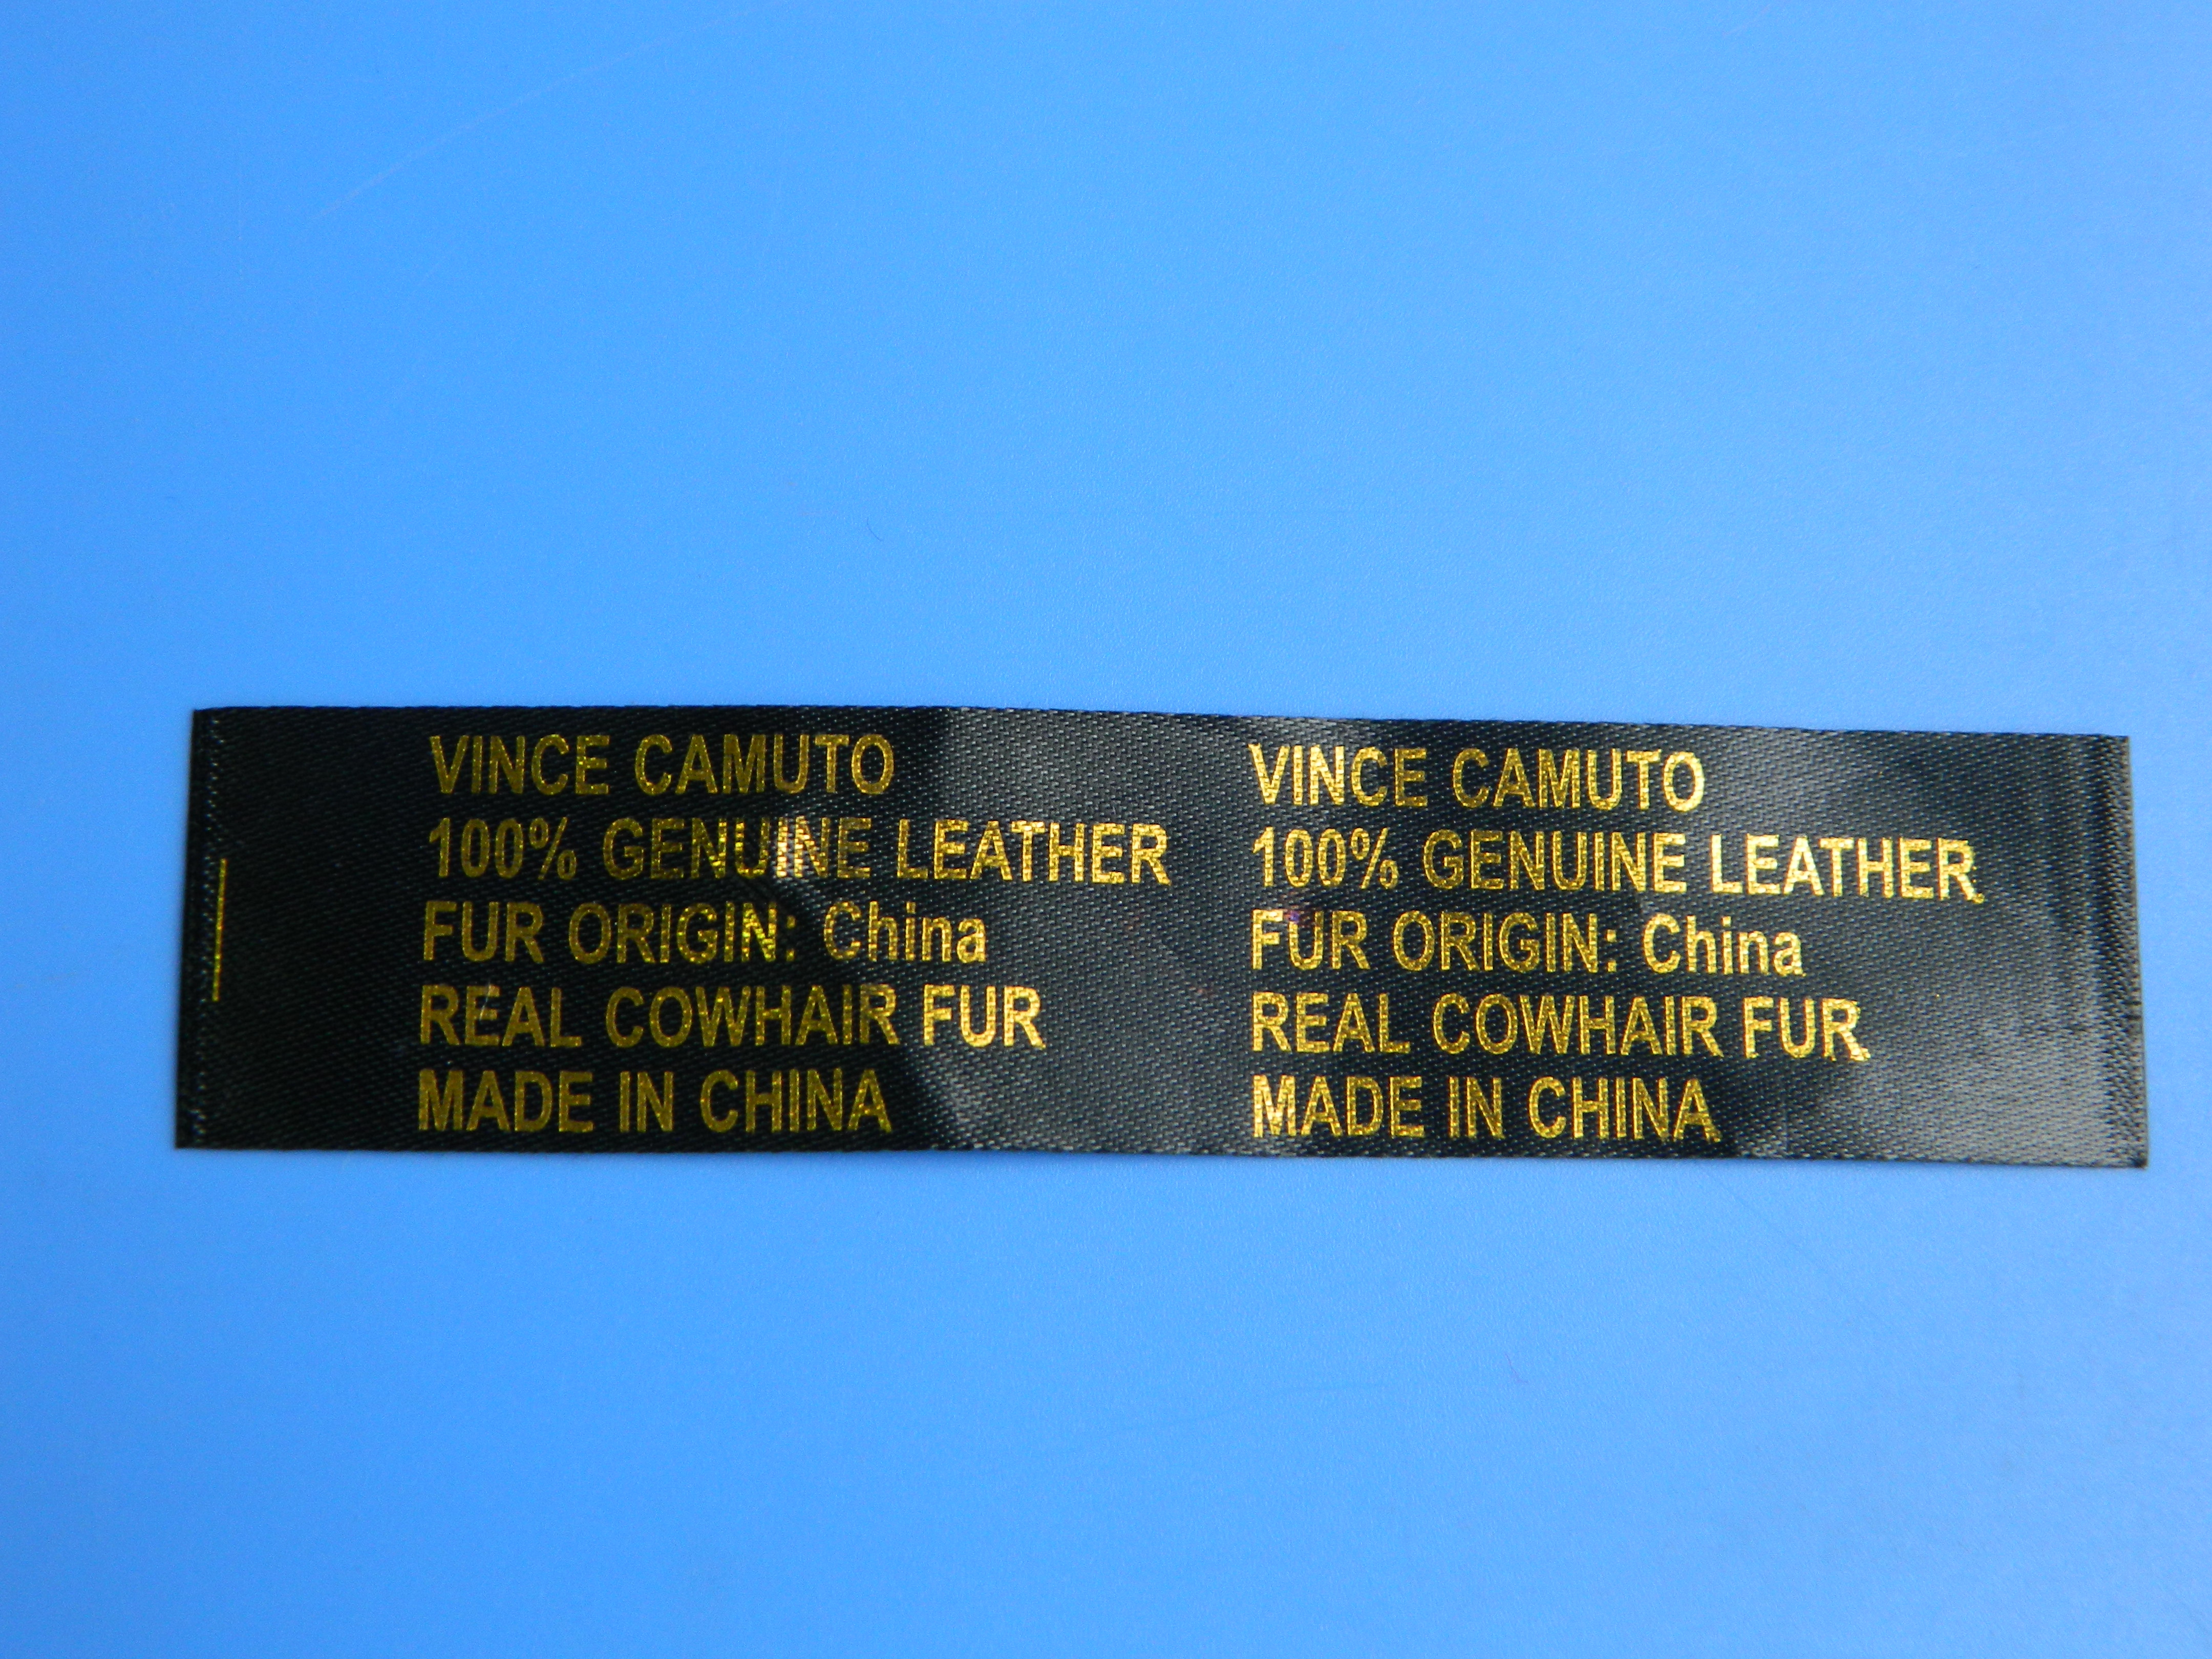 VINCE CAMUTO
100% GENUINE LEATHER
FUR ORIGIN: China
REAL COWHAIR FUR
MADE IN CHINA
VINCE CAMUTO
100% GENUINE LEATHER
FUR ORIGIN: China
REAL COWHAIR FUR
MADE IN CHINA